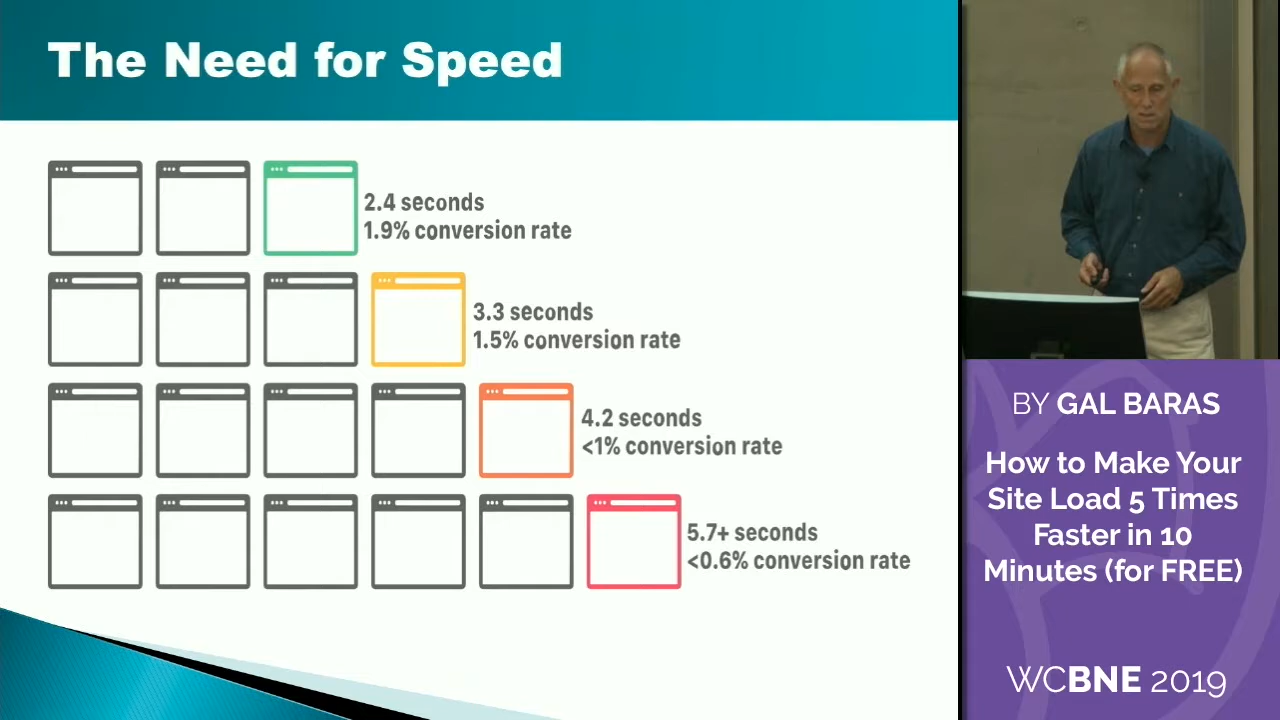 The Need for Speed
2.4 seconds
1.9% conversion rate
3.3 seconds
1.5% conversion rate
4.2 seconds
<1% conversion rate
5.7+ seconds
<0.6% conversion rate
BY GAL BARAS
How to Make Your
Site Load 5 Times
Faster in 10
Minutes (for FREE)
WCBNE 2019